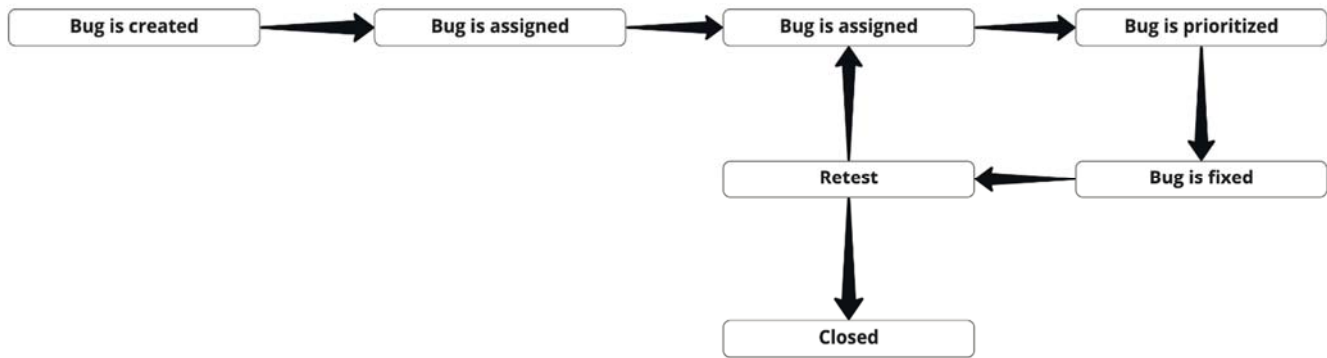 Bug is created
Bug is assigned
Bug is assigned
Bug is prioritized
Retest
Bug is fixed
Closed